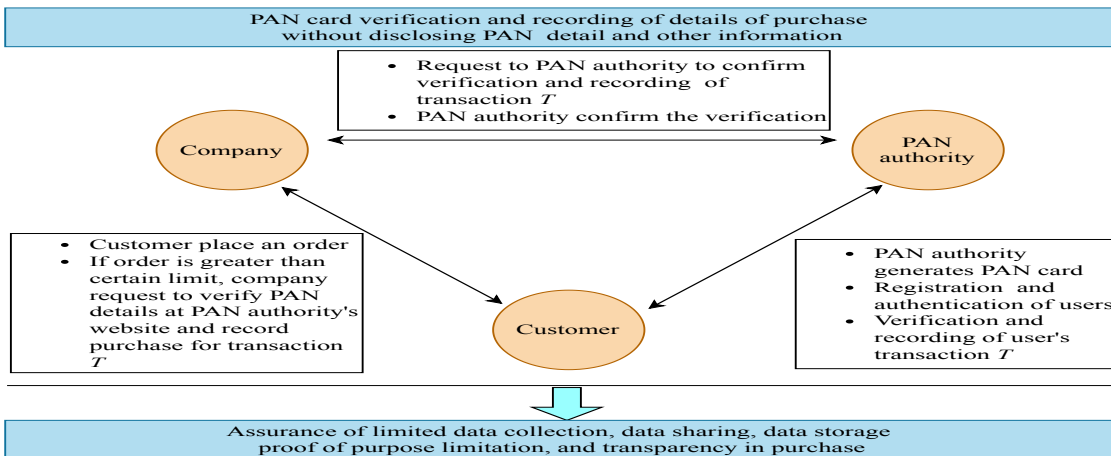 PAN card verification and recording of details of purchase
without disclosing PAN detail and other information
• Request to PAN authority to confirm
verification and recording of
transaction T
• PAN authority confirm the verification
Company
PAN
authority
• Customer place an order
• If order is greater than
certain limit, company
request to verify PAN
details at PAN authority's
website and record
purchase for transaction
T
• PAN authority
generates PAN card
• Registration and
authentication of users
• Verification and
recording of user's
transaction T
Customer
Assurance of limited data collection, data sharing, data storage
proof of purpose limitation, and transparency in purchase